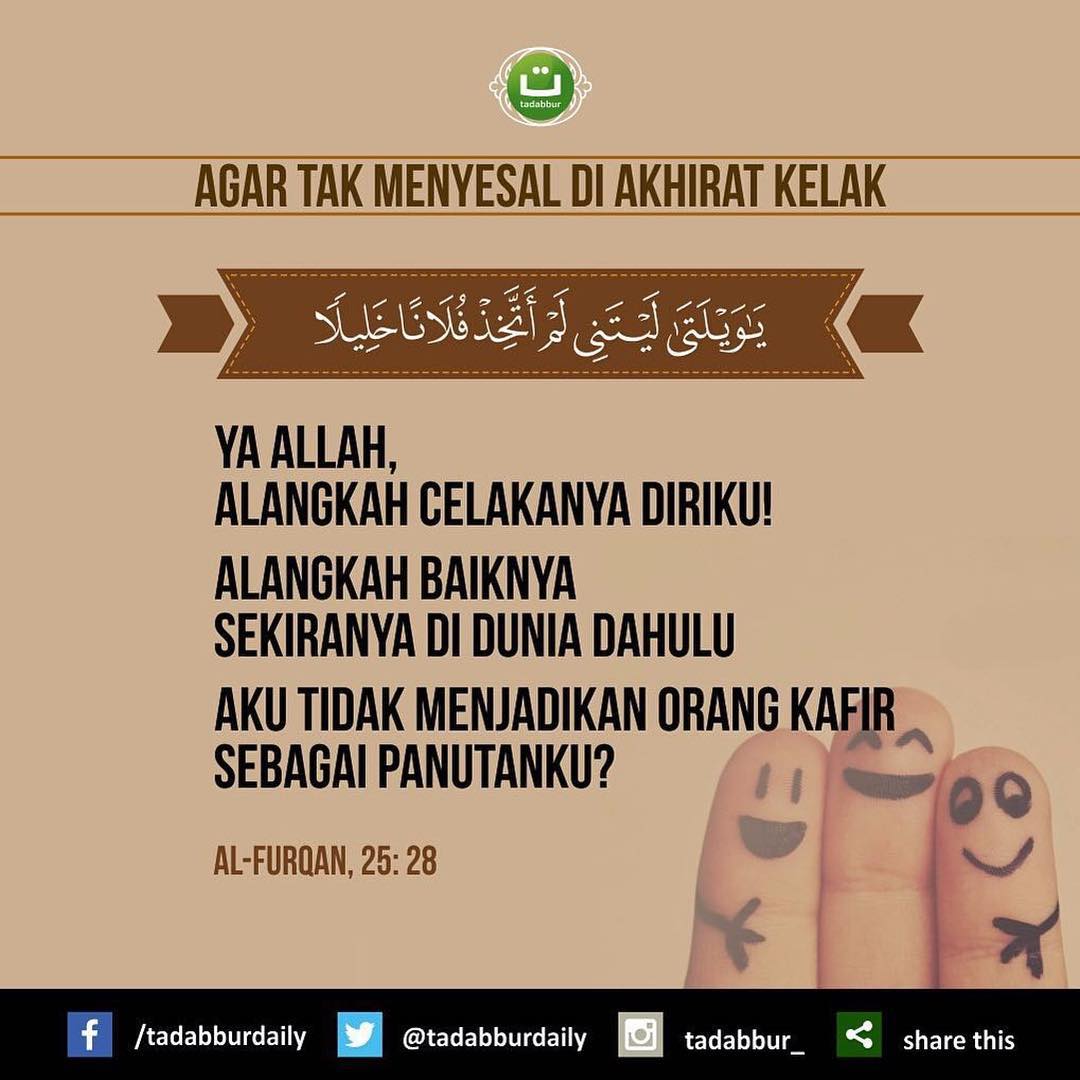 ت
tadabbur
AGAR TAK MENYESAL DI AKHIRAT KELAK
يَـٰوَيْلَتَىٰ لَيْتَنِى لَمْ أَتَّخِذْ فُلَانًا خَلِيلًا
YA ALLAH,
ALANGKAH CELAKANYA DIRIKU!
ALANGKAH BAIKNYA
SEKIRANYA DI DUNIA DAHULU
AKU TIDAK MENJADIKAN ORANG KAFIR
SEBAGAI PANUTANKU?
AL-FURQAN, 25: 28
/tadabburdaily @tadabburdaily tadabbur_ share this